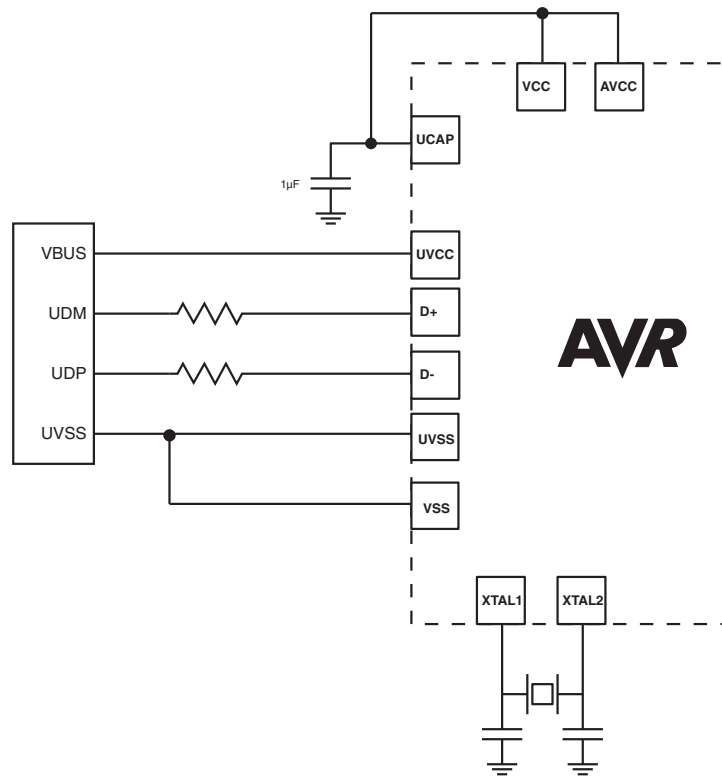 VCC
AVCC
UCAP
1µF
VBUS
UVCC
UDM
D+
UDP
D-
UVSS
UVSS
VSS
AVR
XTAL1
XTAL2